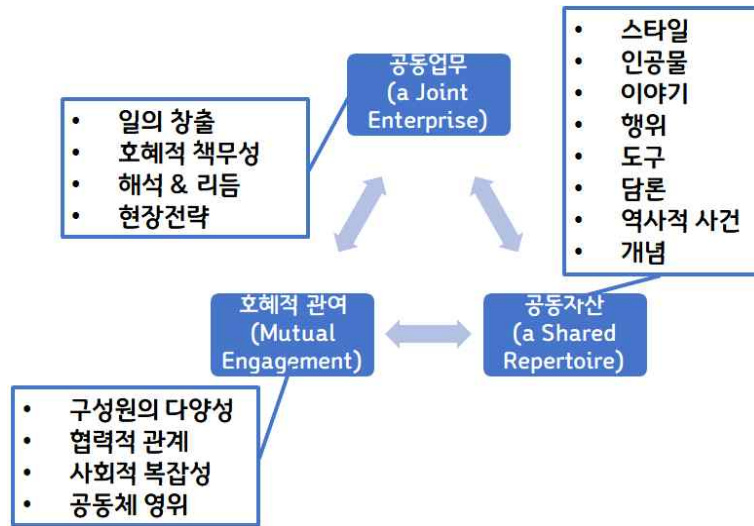 공동업무
(a Joint
Enterprise)
• 일의 창출
• 호혜적 책무성
• 해석 & 리듬
• 현장전략
• 스타일
• 인공물
• 이야기
• 행위
• 도구
• 담론
• 역사적 사건
• 개념
호혜적 관여
(Mutual
Engagement)
공동자산
(a Shared
Repertoire)
• 구성원의 다양성
• 협력적 관계
• 사회적 복잡성
• 공동체 영위